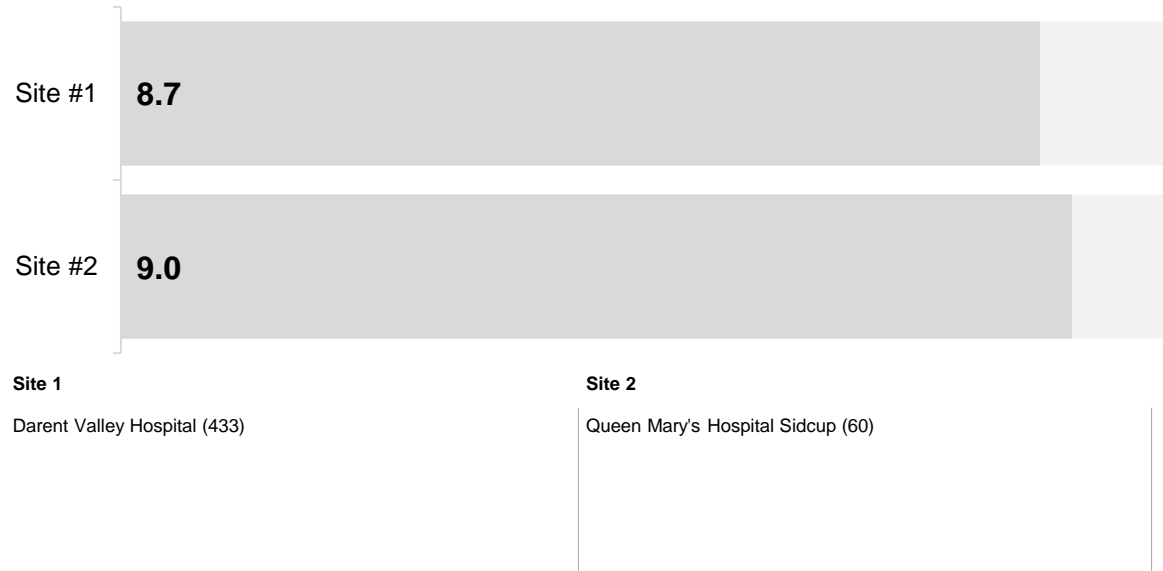 Site #1 8.7
Site #2 9.0
Site 1 Site 2
Darent Valley Hospital (433) Queen Mary's Hospital Sidcup (60)